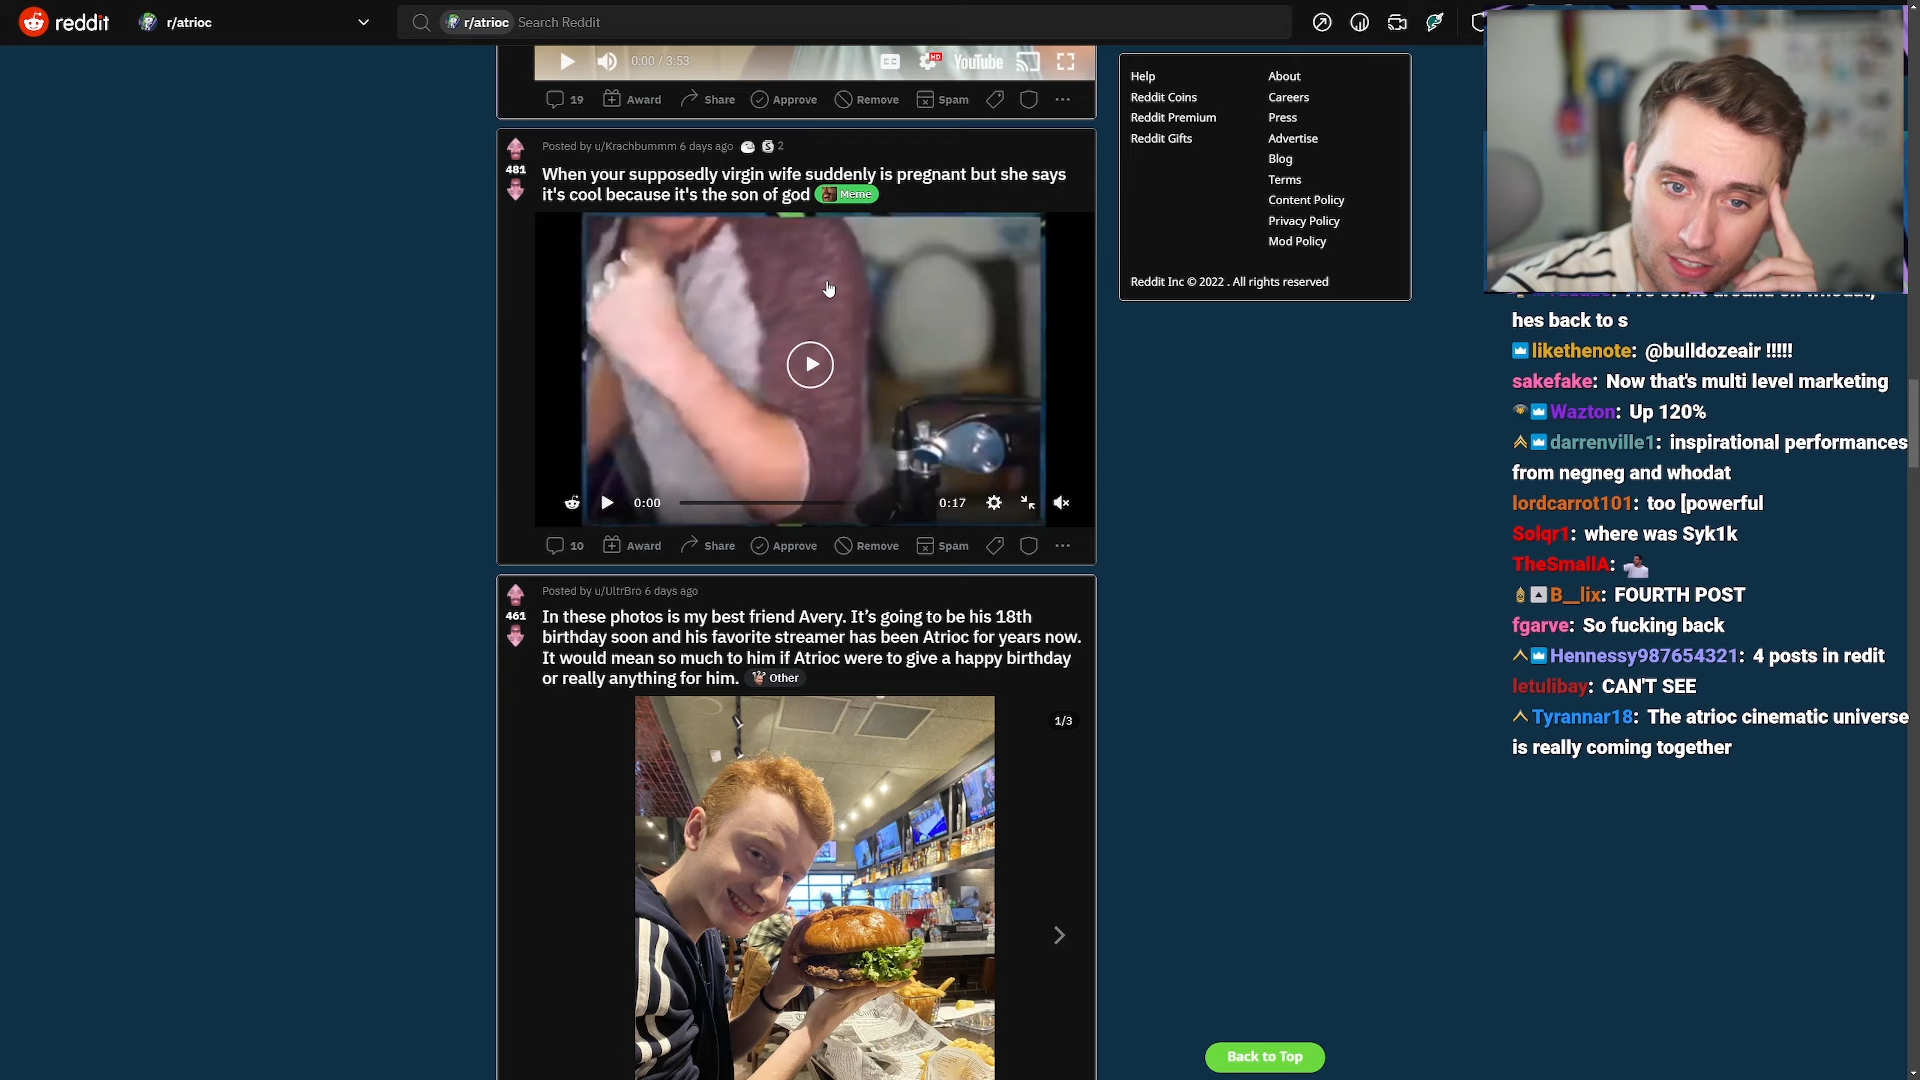 reddit
r/atrioc
r/atrioc Search Reddit
0:00 / 3:53
CC
HD
YouTube
19 Award Share Approve Remove Spam
Posted by u/Krachbummm 6 days ago 2
481
When your supposedly virgin wife suddenly is pregnant but she says
it's cool because it's the son of god Meme
0:00
0:17
10 Award Share Approve Remove Spam
Posted by u/UltrBro 6 days ago
461
In these photos is my best friend Avery. It's going to be his 18th
birthday soon and his favorite streamer has been Atrioc for years now.
It would mean so much to him if Atrioc were to give a happy birthday
or really anything for him. Other
1/3
Help
Reddit Coins
Reddit Premium
Reddit Gifts
About
Careers
Press
Advertise
Blog
Terms
Content Policy
Privacy Policy
Mod Policy
Reddit Inc © 2022 . All rights reserved
Back to Top
hes back to s
likethenote: @bulldozeair !!!!!
sakefake: Now that's multi level marketing
Wazton: Up 120%
darrenville1: inspirational performances
from negneg and whodat
lordcarrot101: too [powerful
Solqr1: where was Syk1k
TheSmallA:
B__lix: FOURTH POST
fgarve: So fucking back
Hennessy987654321: 4 posts in redit
letulibay: CAN'T SEE
Tyrannar18: The atrioc cinematic universe
is really coming together